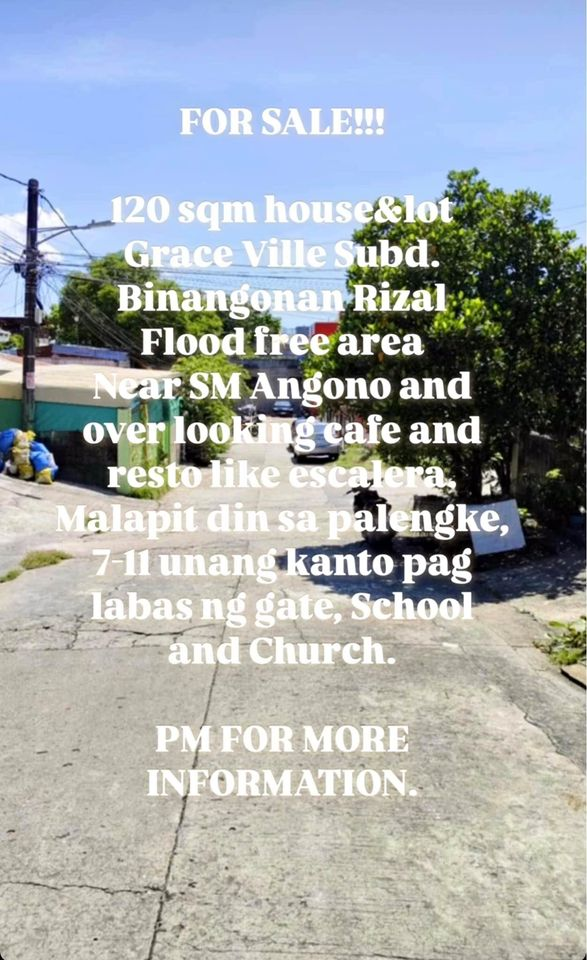 FOR SALE!!!
120 sqm house&lot
Grace Ville Subd.
Binangonan Rizal
Flood free area
Near SM Angono and
over looking cafe and
resto like escalera.
Malapit din sa palengke,
7-11 unang kanto pag
labas ng gate, School
and Church.
PM FOR MORE
INFORMATION.